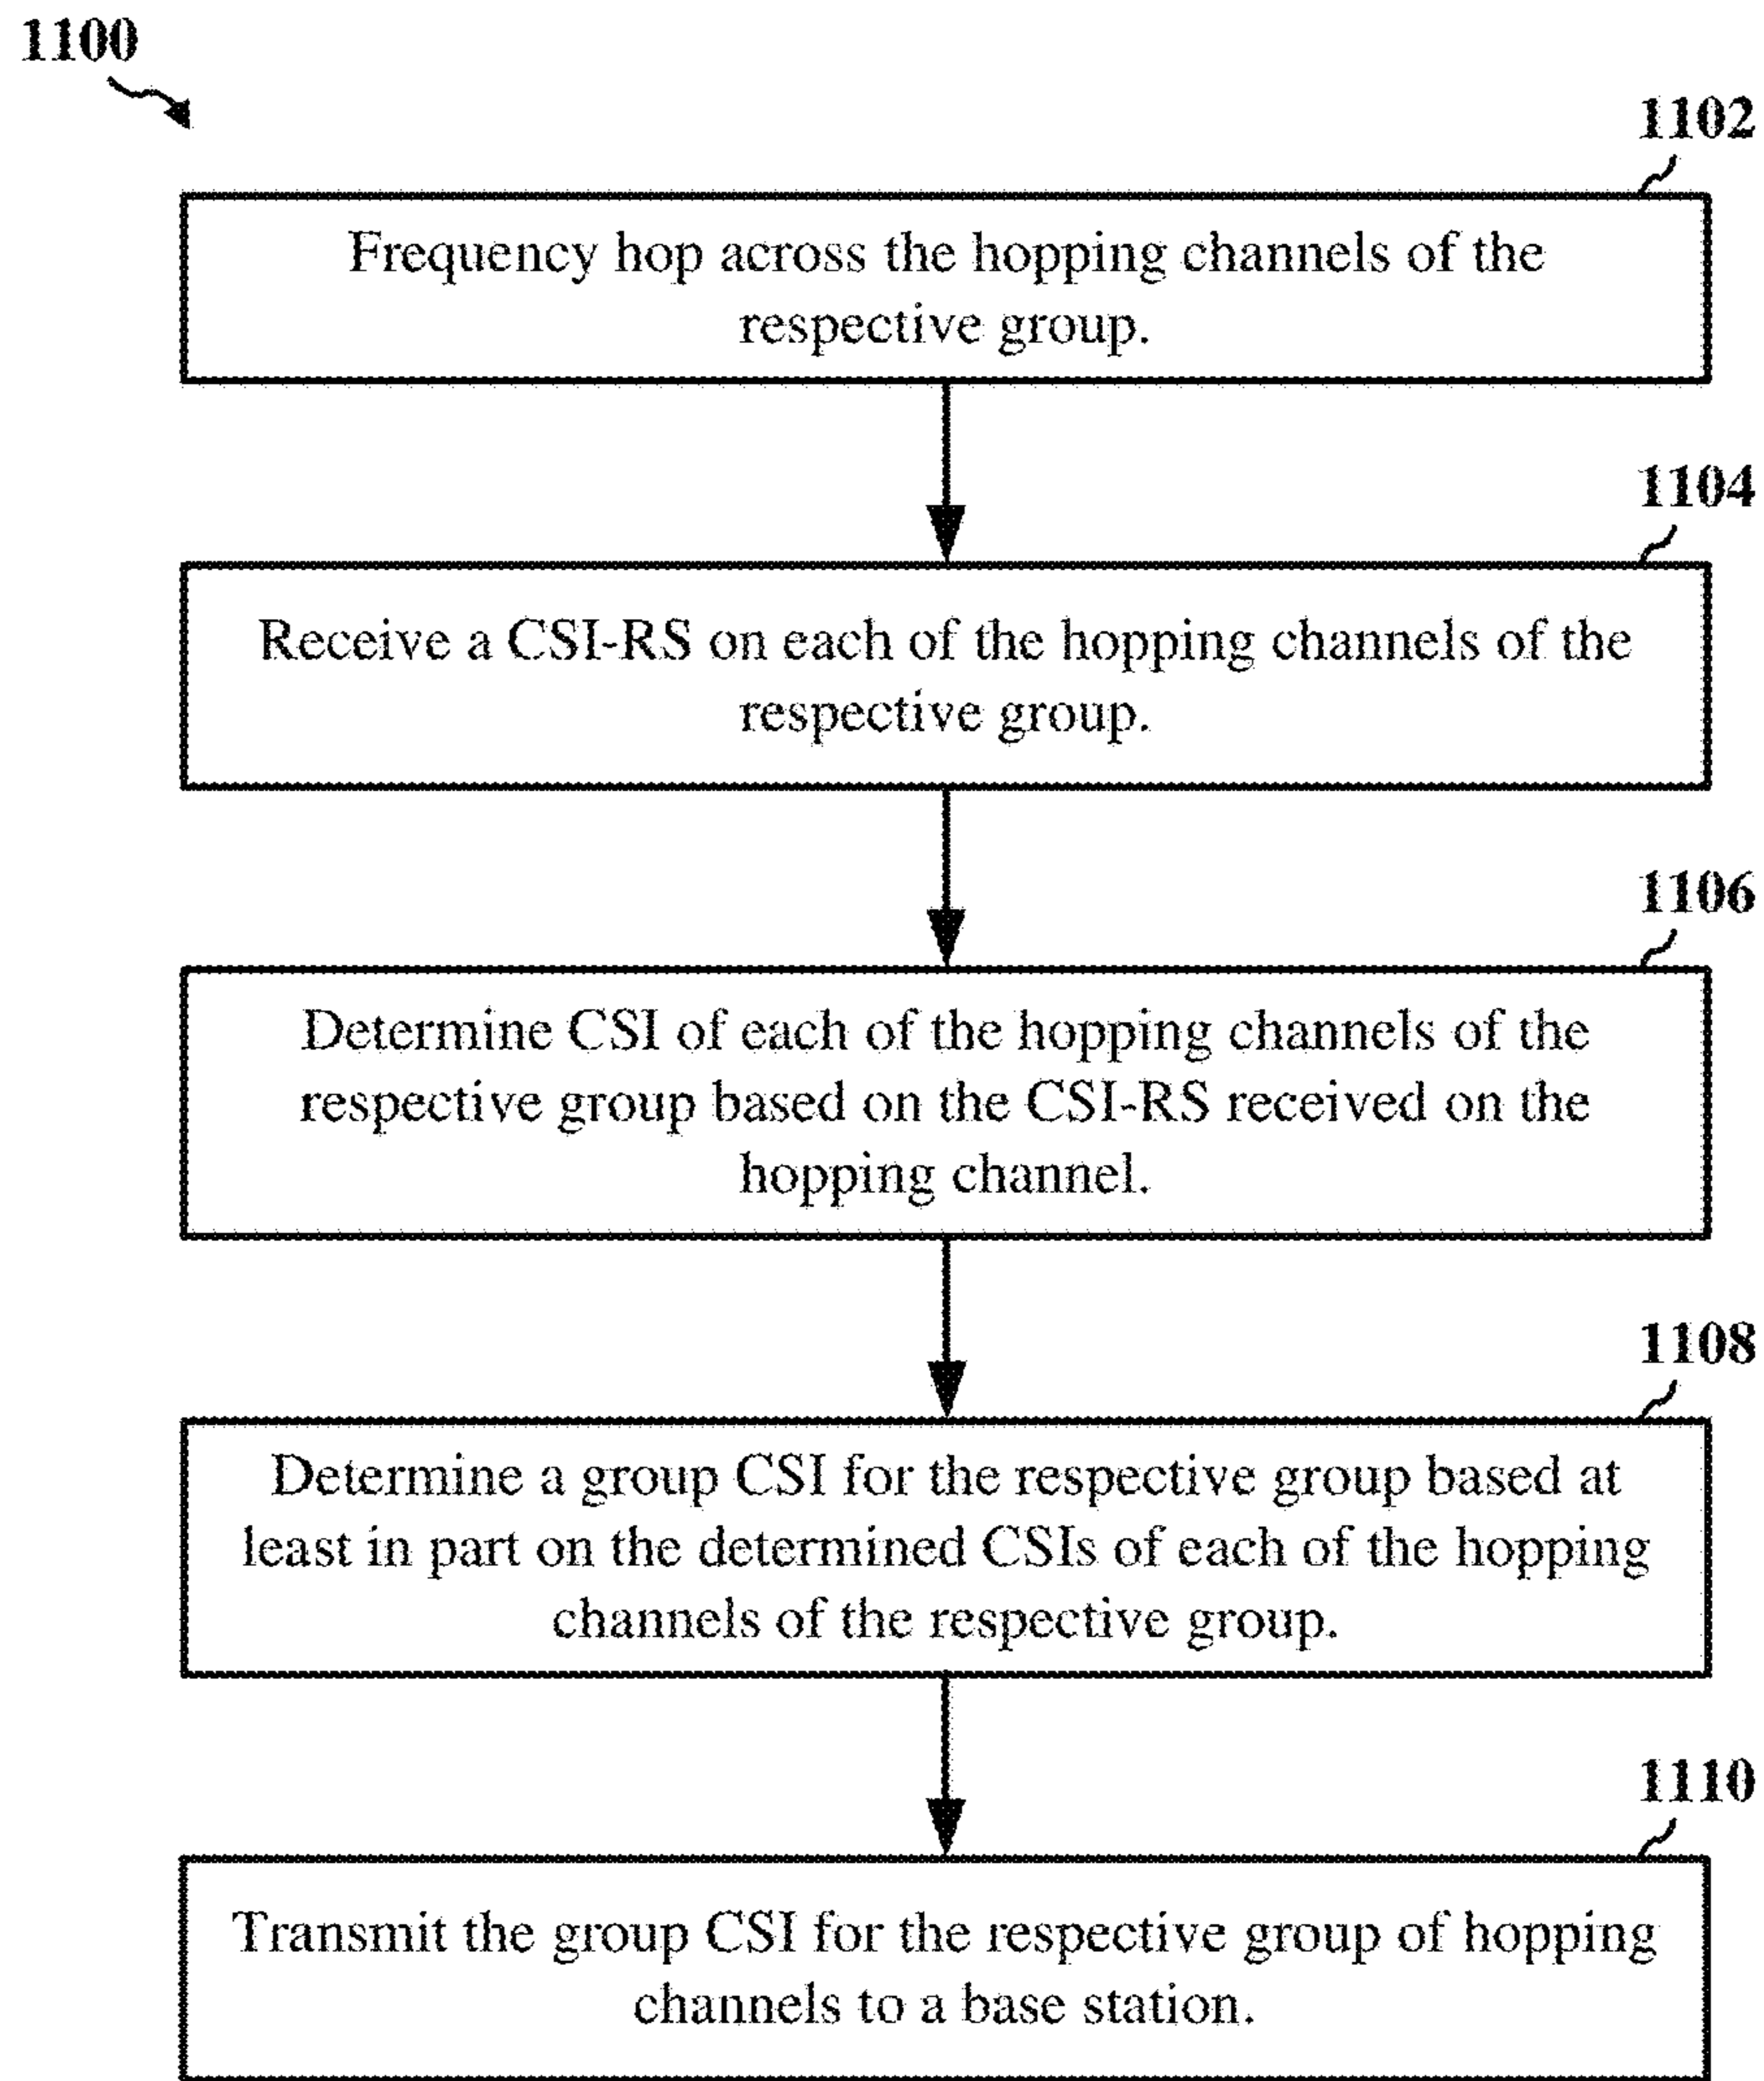 1100
1102
Frequency hop across the hopping channels of the
respective group.
1104
Receive a CSI-RS on each of the hopping channels of the
respective group.
1106
Determine CSI of each of the hopping channels of the
respective group based on the CSI-RS received on the
hopping channel.
1108
Determine a group CSI for the respective group based at
least in part on the determined CSIs of each of the hopping
channels of the respective group.
1110
Transmit the group CSI for the respective group of hopping
channels to a base station.